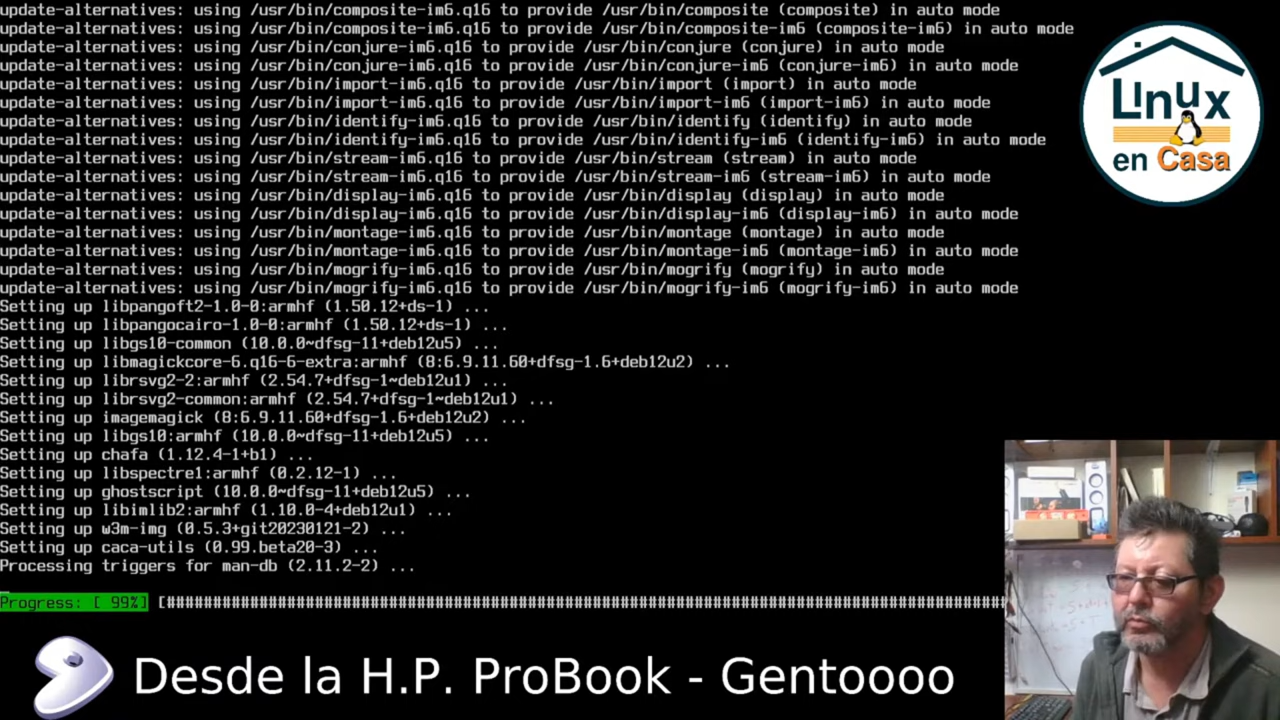 update-alternatives: using /usr/bin/composite-im6.q16 to provide /usr/bin/composite (composite) in auto mode
update-alternatives: using /usr/bin/composite-im6.q16 to provide /usr/bin/composite-im6 (composite-im6) in auto mode
update-alternatives: using /usr/bin/conjure-im6.q16 to provide /usr/bin/conjure (conjure) in auto mode
update-alternatives: using /usr/bin/conjure-im6.q16 to provide /usr/bin/conjure-im6 (conjure-im6) in auto mode
update-alternatives: using /usr/bin/import-im6.q16 to provide /usr/bin/import (import) in auto mode
update-alternatives: using /usr/bin/import-im6.q16 to provide /usr/bin/import-im6 (import-im6) in auto mode
update-alternatives: using /usr/bin/identify-im6.q16 to provide /usr/bin/identify (identify) in auto mode
update-alternatives: using /usr/bin/identify-im6.q16 to provide /usr/bin/identify-im6 (identify-im6) in auto mode
update-alternatives: using /usr/bin/stream-im6.q16 to provide /usr/bin/stream (stream) in auto mode
update-alternatives: using /usr/bin/stream-im6.q16 to provide /usr/bin/stream-im6 (stream-im6) in auto mode
update-alternatives: using /usr/bin/display-im6.q16 to provide /usr/bin/display (display) in auto mode
update-alternatives: using /usr/bin/display-im6.q16 to provide /usr/bin/display-im6 (display-im6) in auto mode
update-alternatives: using /usr/bin/montage-im6.q16 to provide /usr/bin/montage (montage) in auto mode
update-alternatives: using /usr/bin/montage-im6.q16 to provide /usr/bin/montage-im6 (montage-im6) in auto mode
update-alternatives: using /usr/bin/mogrify-im6.q16 to provide /usr/bin/mogrify (mogrify) in auto mode
update-alternatives: using /usr/bin/mogrify-im6.q16 to provide /usr/bin/mogrify-im6 (mogrify-im6) in auto mode
Setting up libpangoft2-1.0-0:armhf (1.50.12+ds-1) ...
Setting up libpangocairo-1.0-0:armhf (1.50.12+ds-1) ...
Setting up libgs10-common (10.0.0~dfsg-11+deb12u5) ...
Setting up libmagickcore-6.q16-6-extra:armhf (8:6.9.11.60+dfsg-1.6+deb12u2) ...
Setting up librsvg2-2:armhf (2.54.7+dfsg-1~deb12u1) ...
Setting up librsvg2-common:armhf (2.54.7+dfsg-1~deb12u1) ...
Setting up imagemagick (8:6.9.11.60+dfsg-1.6+deb12u2) ...
Setting up libgs10:armhf (10.0.0~dfsg-11+deb12u5) ...
Setting up chafa (1.12.4-1+b1) ...
Setting up libspectre1:armhf (0.2.12-1) ...
Setting up ghostscript (10.0.0~dfsg-11+deb12u5) ...
Setting up libimlib2:armhf (1.10.0-4+deb12u1) ...
Setting up w3m-img (0.5.3+git20230121-2) ...
Setting up caca-utils (0.99.beta20-3) ...
Processing triggers for man-db (2.11.2-2) ...
Progress: [ 99%] [###########################################################################################
Linux
en Casa
Desde la H.P. ProBook - Gentoooo